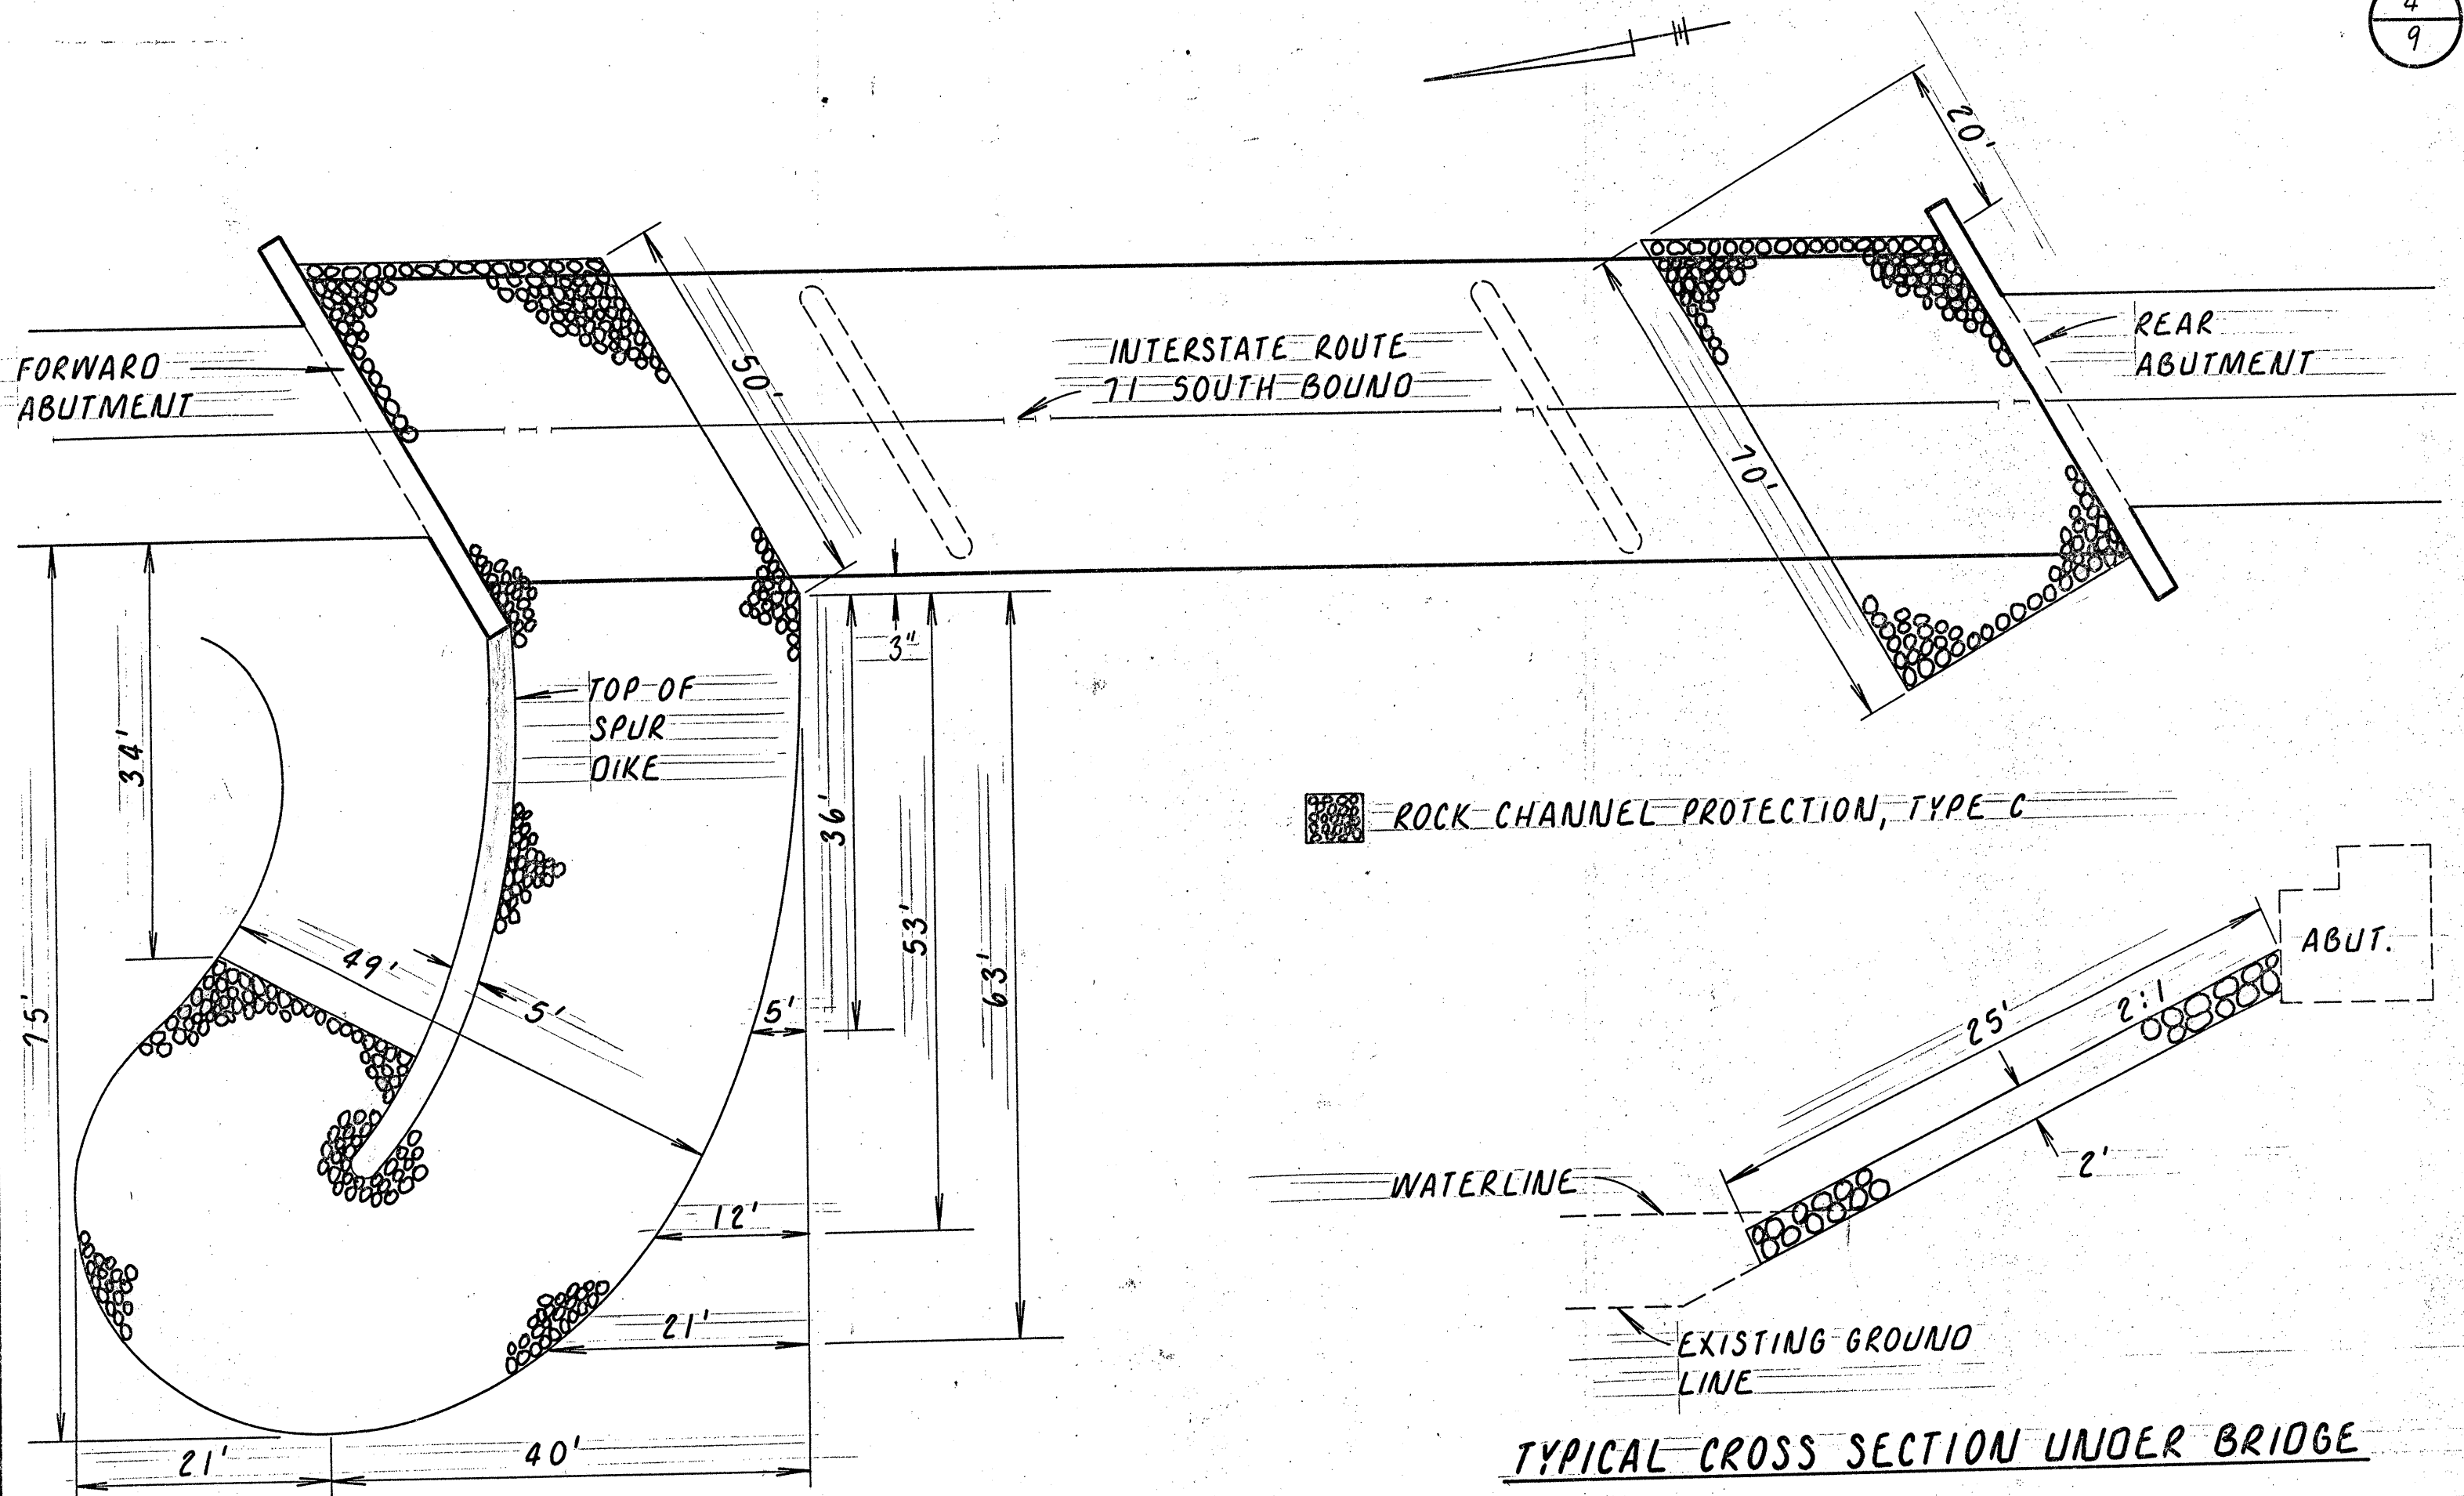 4
9
20'
FORWARD
ABUTMENT
50'
INTERSTATE ROUTE
71 SOUTH BOUND
70'
REAR
ABUTMENT
3"
TOP OF
SPUR
DIKE
34'
36'
53'
63'
75'
49'
5'
5'
12'
21'
21'
40'
ROCK CHANNEL PROTECTION, TYPE C
ABUT.
25'
2:1
2'
WATERLINE
EXISTING GROUND
LINE
TYPICAL CROSS SECTION UNDER BRIDGE